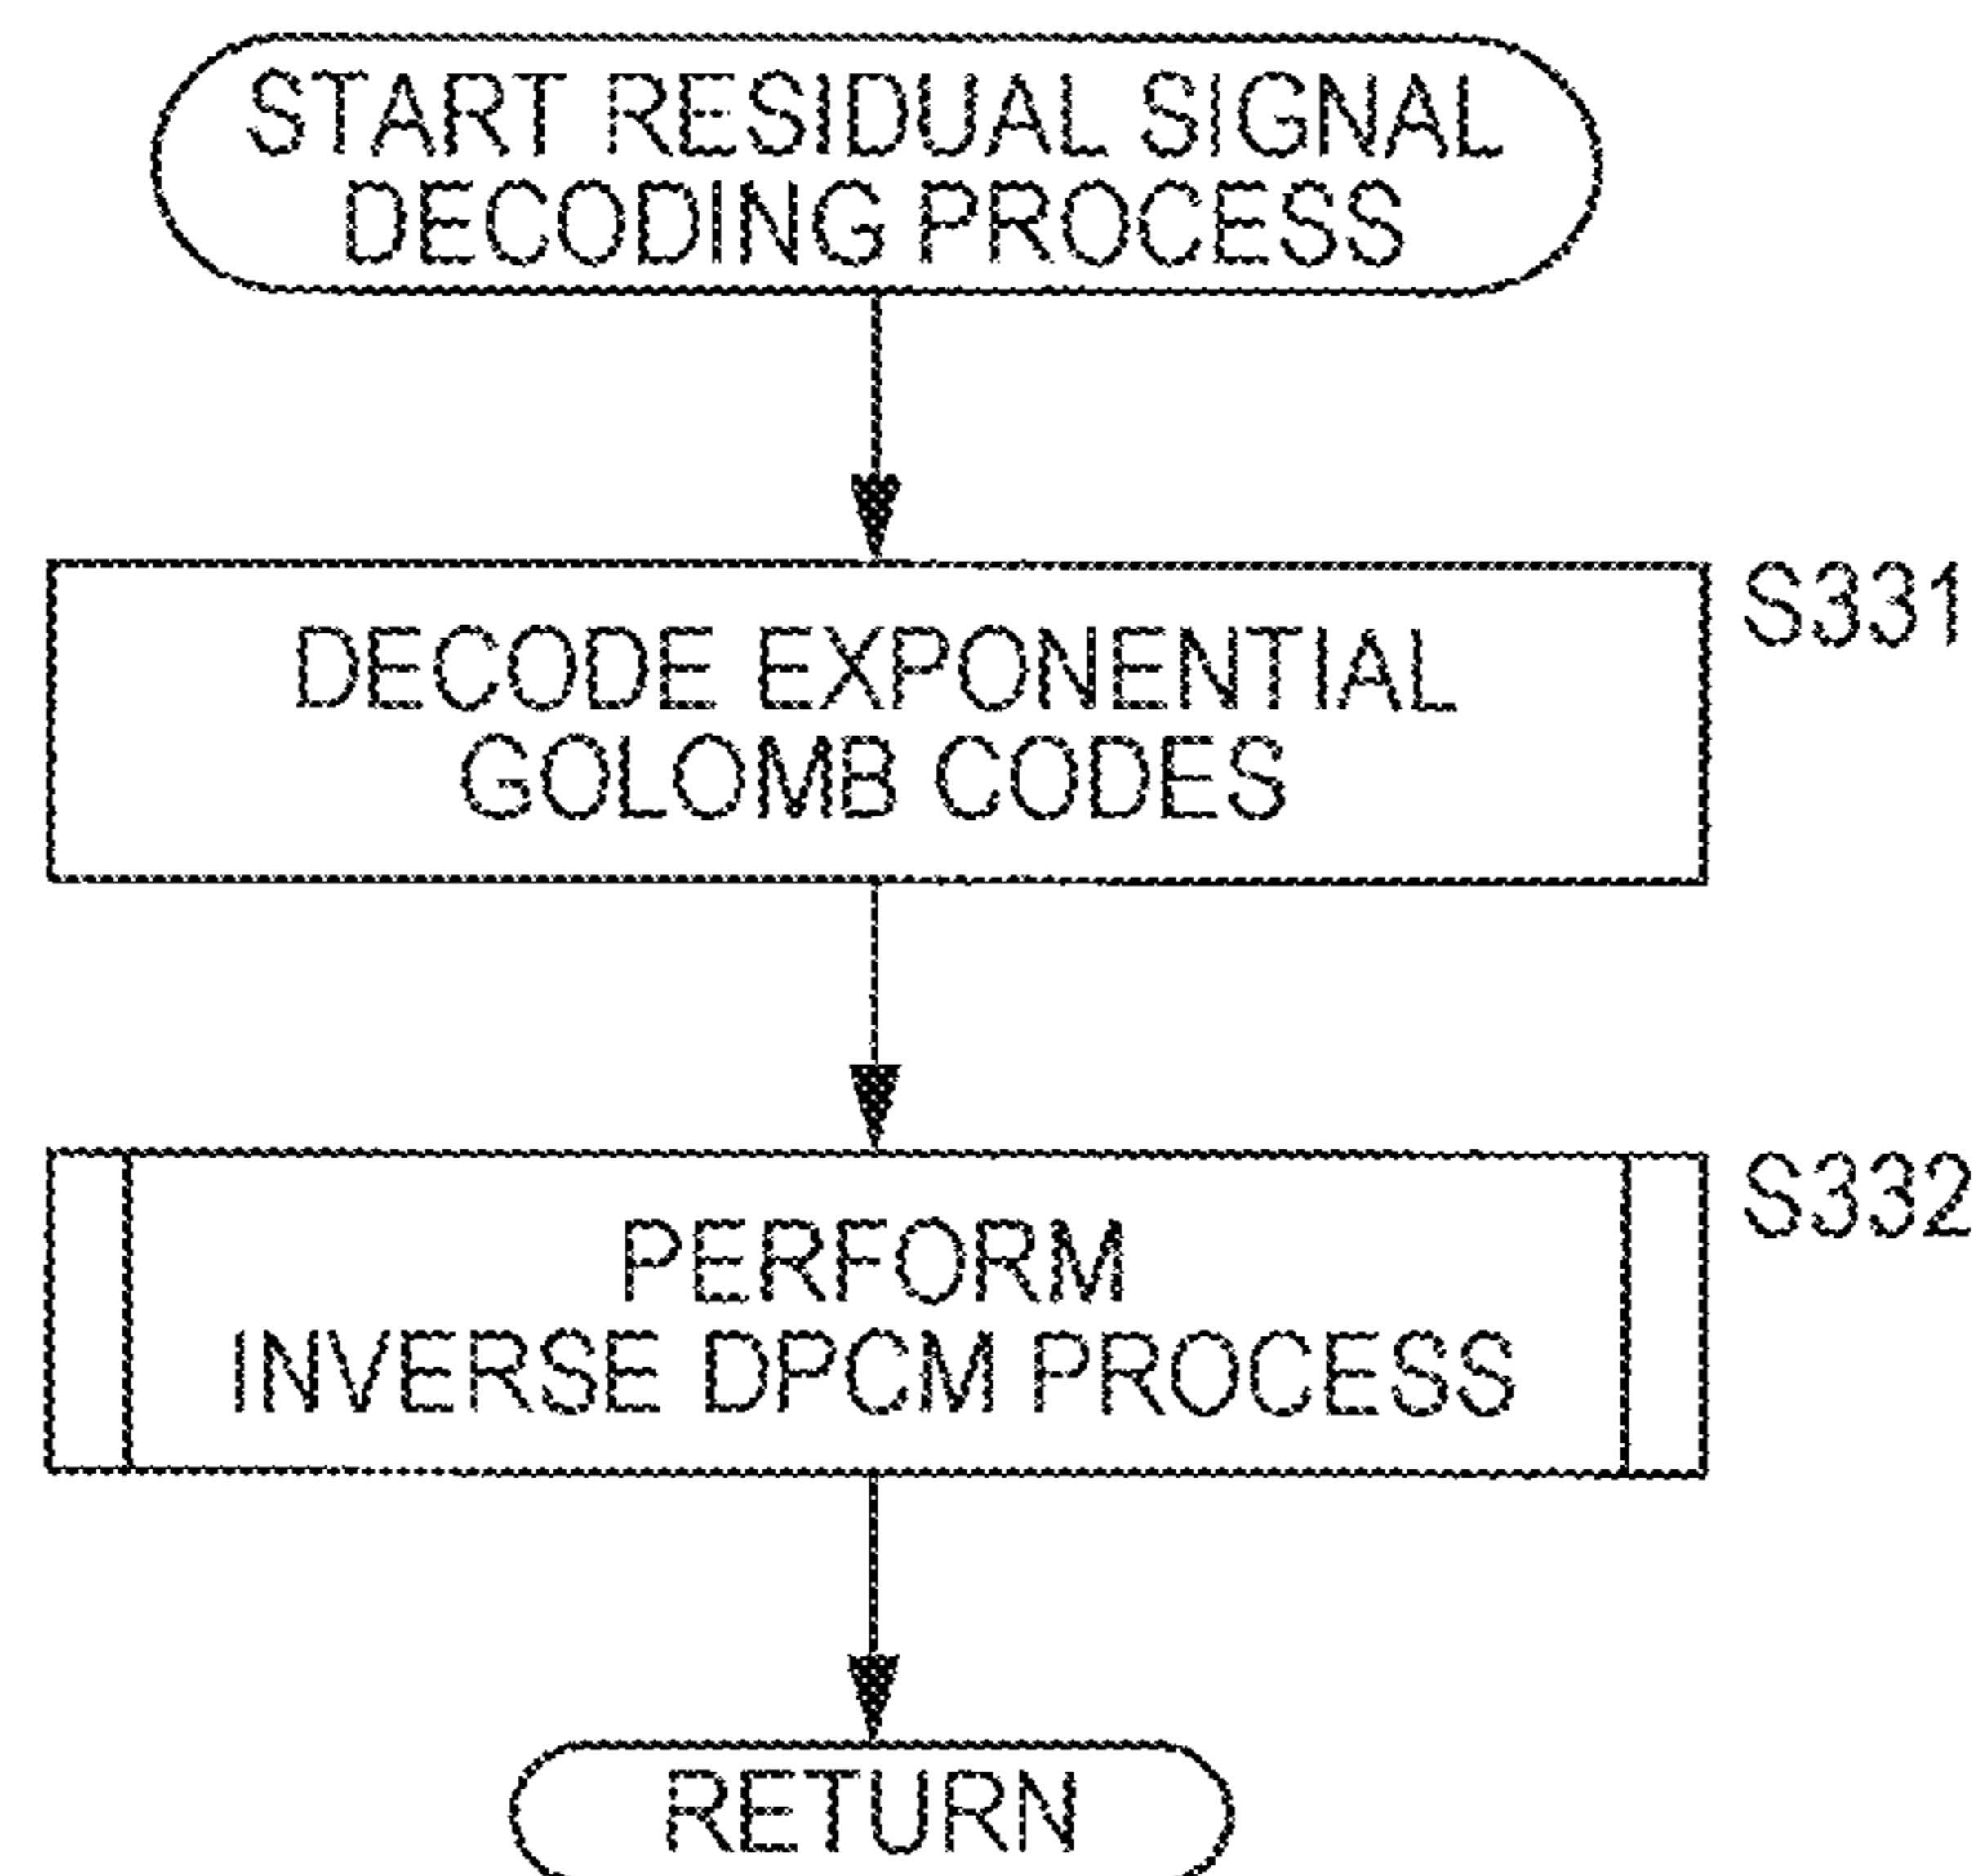 START RESIDUAL SIGNAL
DECODING PROCESS
DECODE EXPONENTIAL
GOLOMB CODES
S331
PERFORM
INVERSE DPCM PROCESS
S332
RETURN